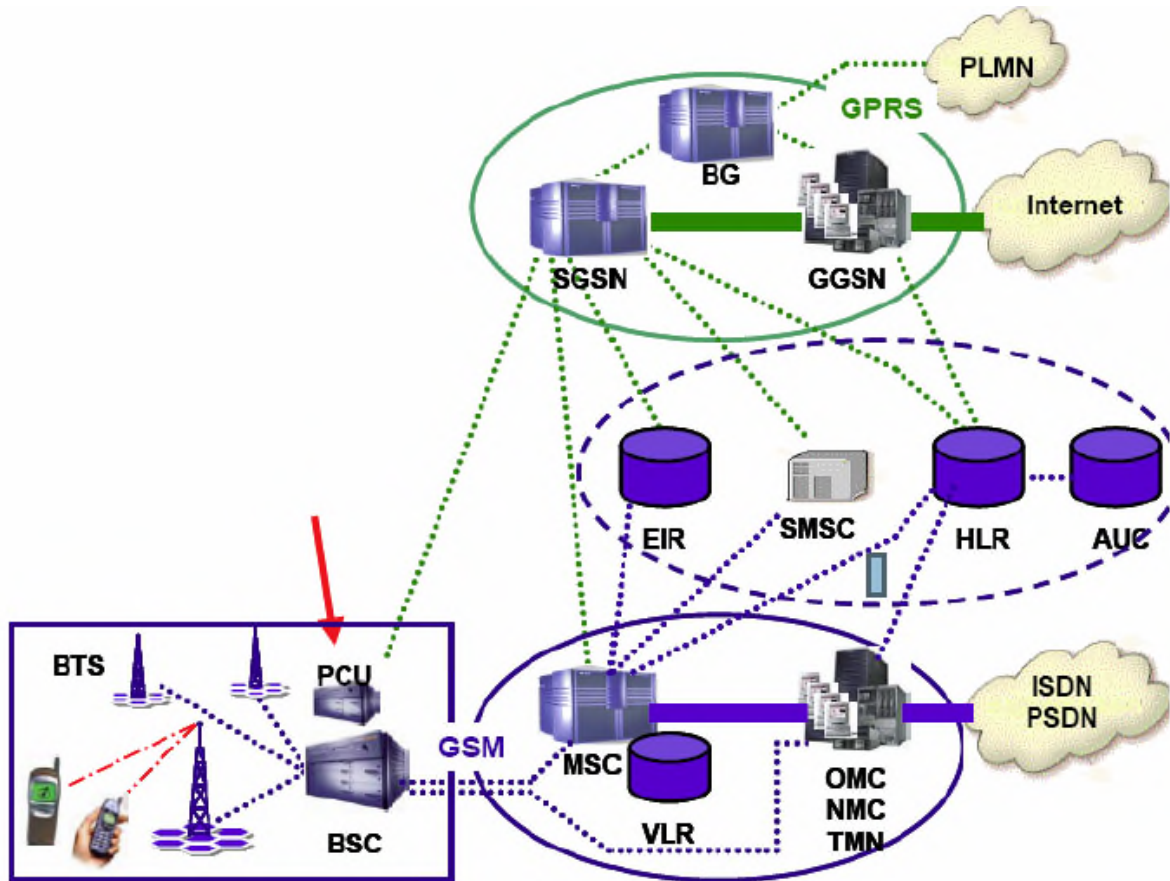 PLMN
GPRS
BG
Internet
SGSN
GGSN
EIR
SMSC
HLR
AUC
BTS
PCU
BSC
GSM
MSC
VLR
OMC
NMC
TMN
ISDN
PSDN